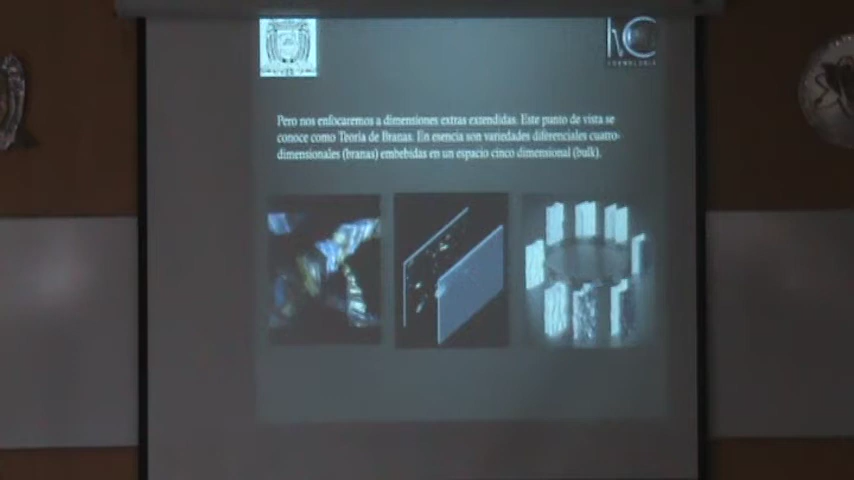 COSMOLOGIA
Pero nos enfocaremos a dimensiones extras extendidas. Este punto de vista se
conoce como Teoría de Branas. En esencia son variedades diferenciales cuatro-
dimensionales (branas) embebidas en un espacio cinco dimensional (bulk).